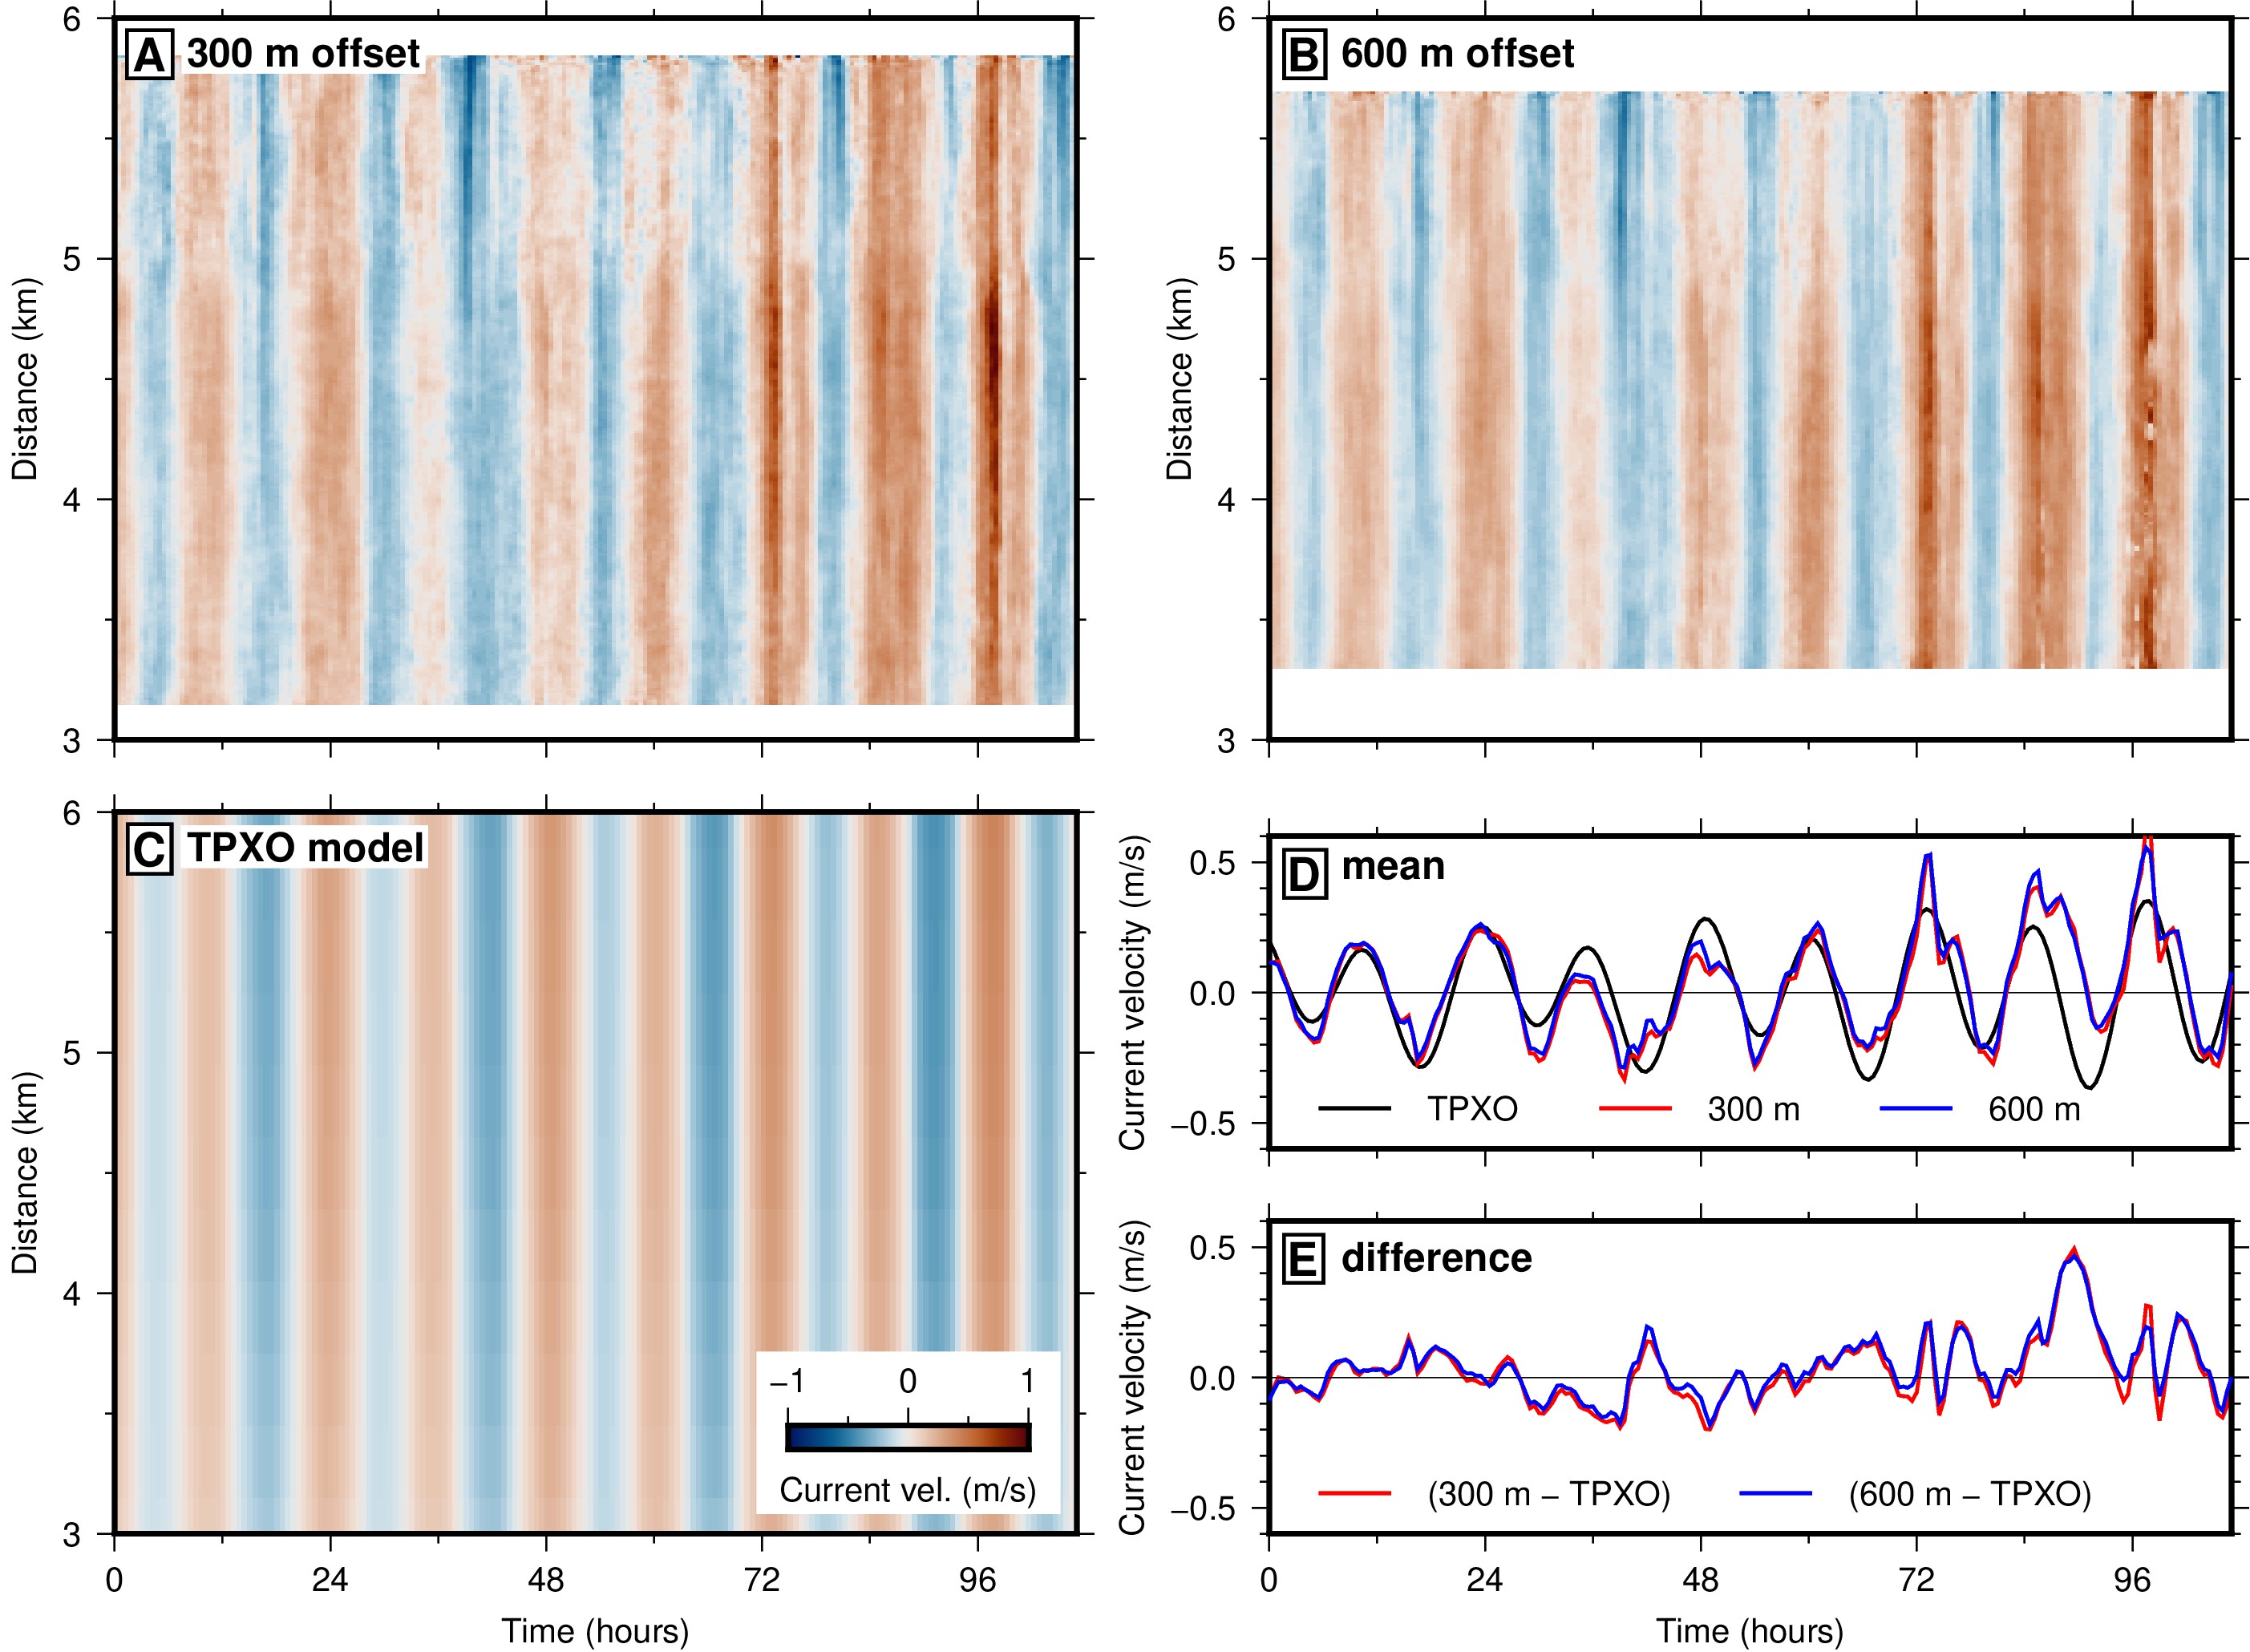 A 300 m offset
6
5
4
3
Distance (km)
B 600 m offset
6
5
4
3
Distance (km)
C TPXO model
6
5
4
3
Distance (km)
−1 0 1
Current vel. (m/s)
0 24 48 72 96
Time (hours)
D mean
0.5
0.0
−0.5
Current velocity (m/s)
TPXO 300 m 600 m
E difference
0.5
0.0
−0.5
Current velocity (m/s)
(300 m − TPXO) (600 m − TPXO)
0 24 48 72 96
Time (hours)